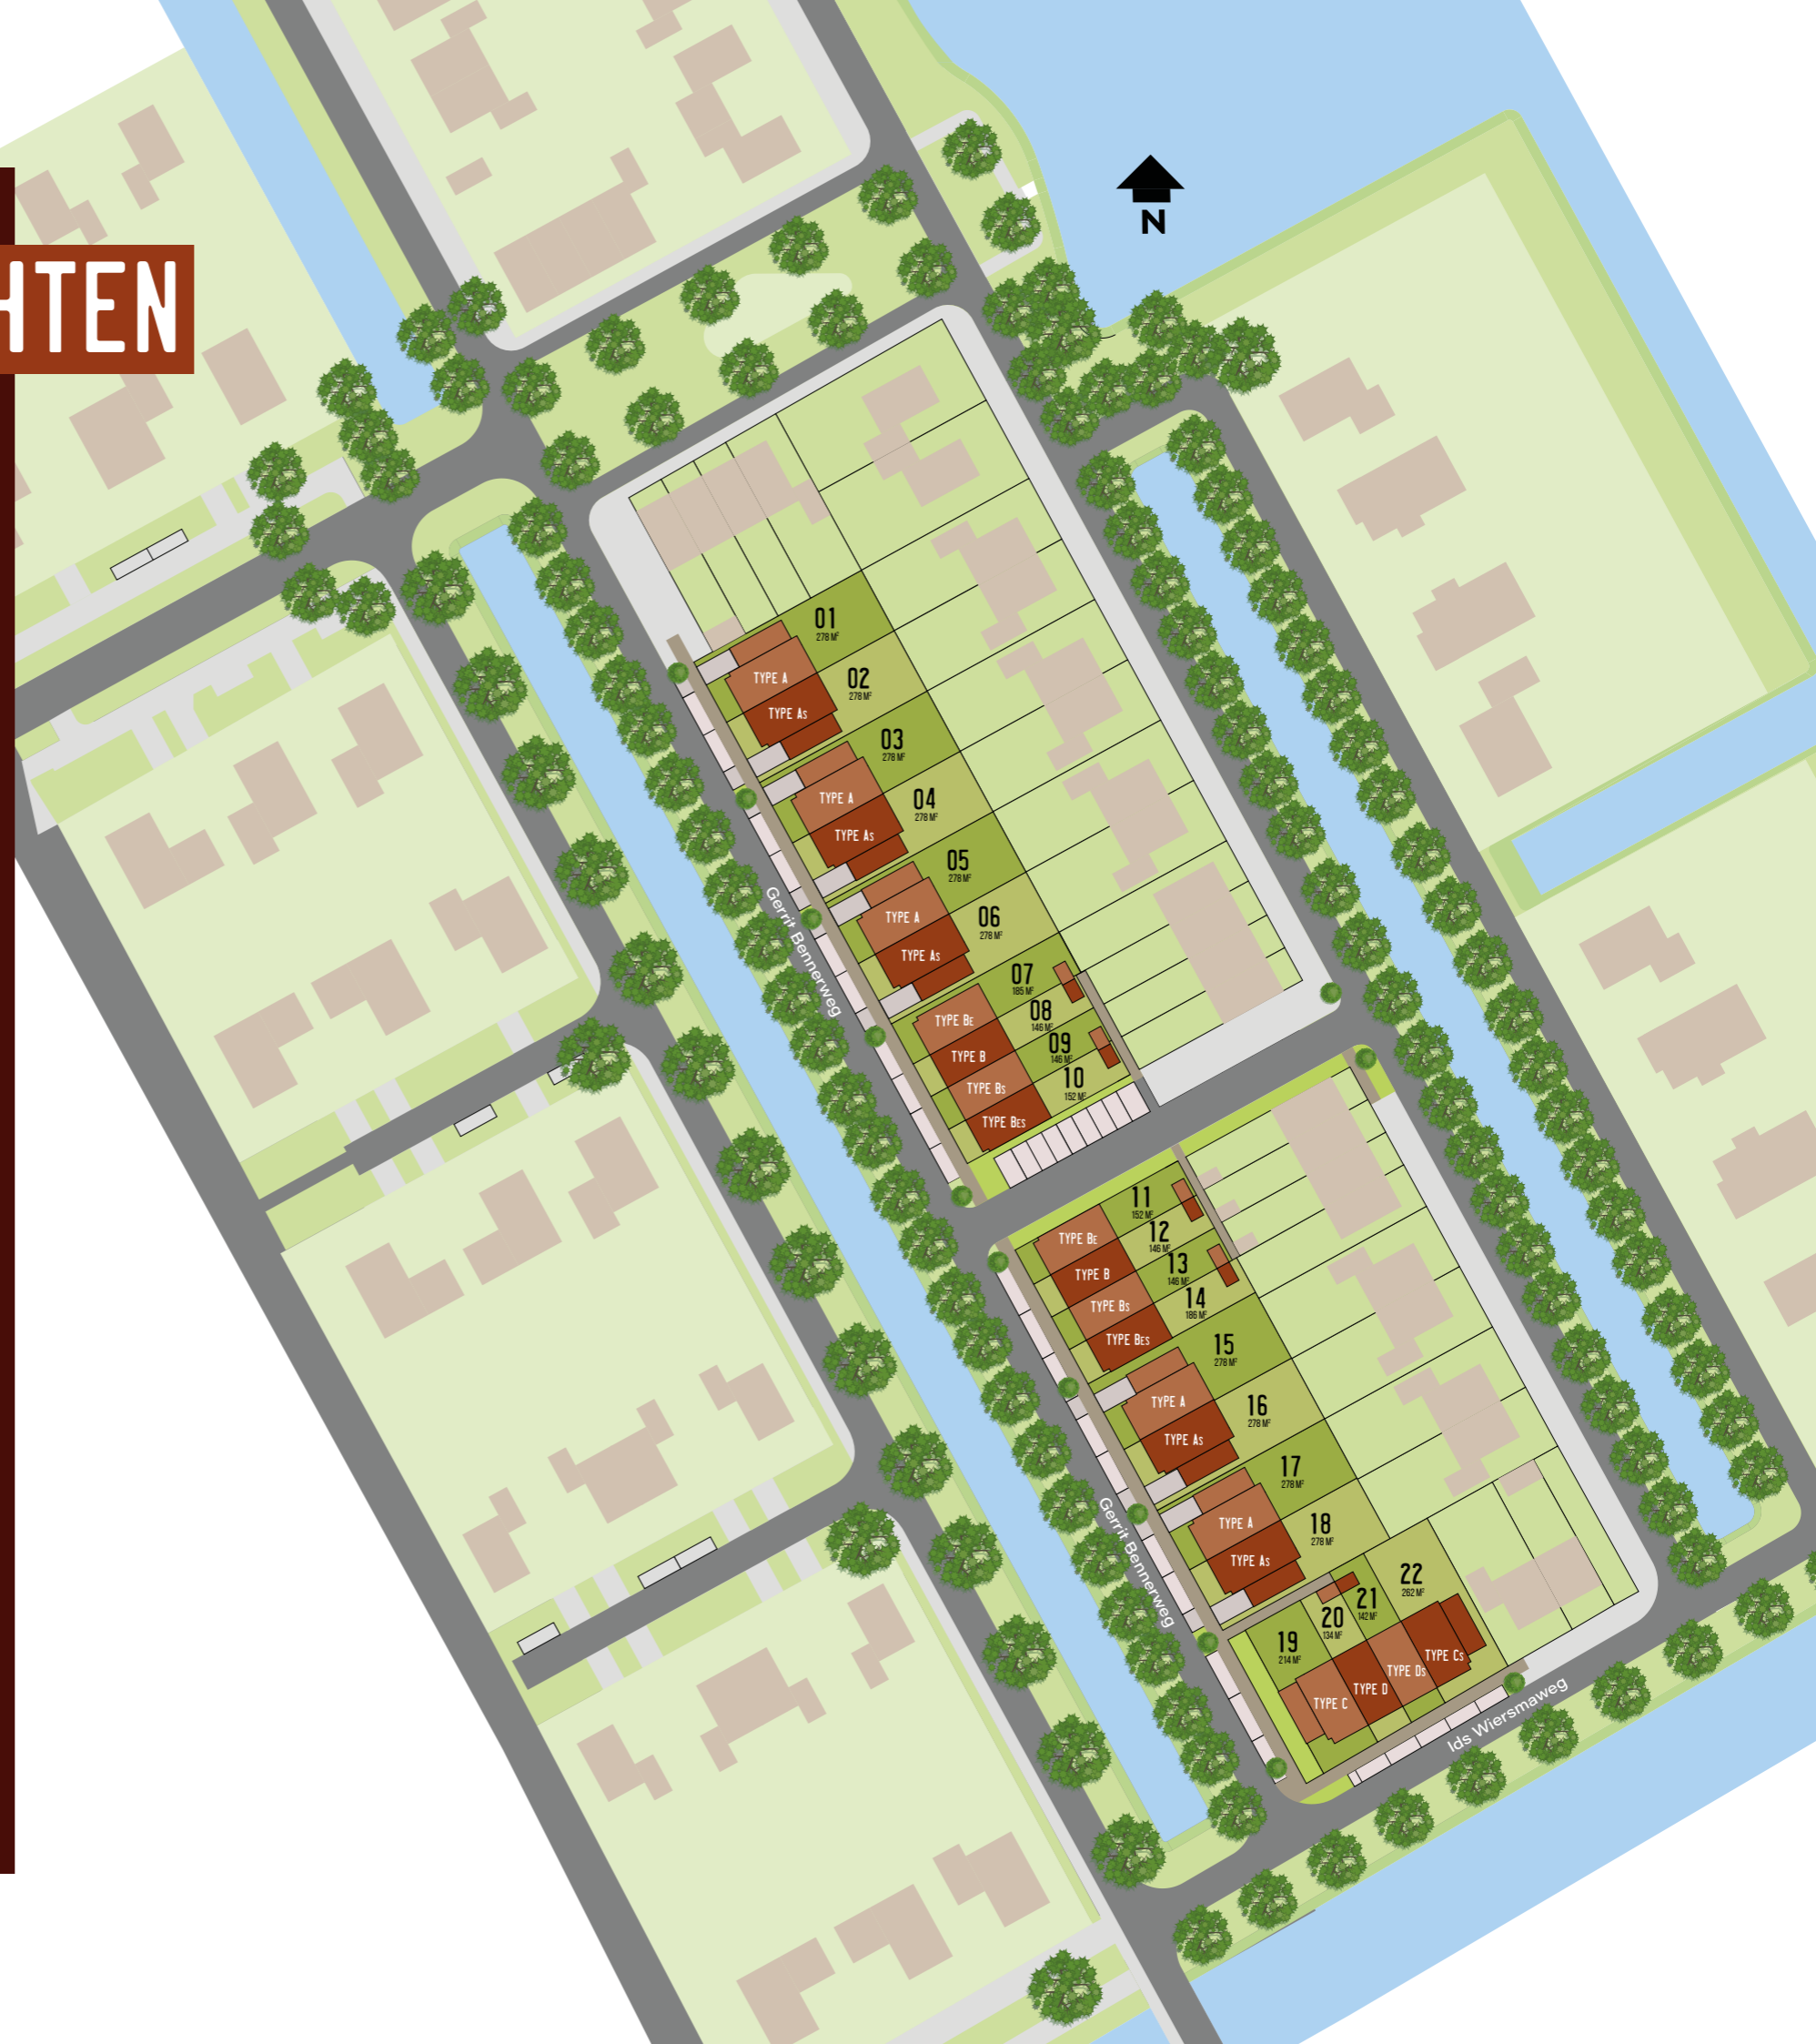 HTEN
N
01
278 M²
TYPE A
02
278 M²
TYPE As
03
278 M²
TYPE A
04
278 M²
TYPE As
05
278 M²
TYPE A
06
278 M²
TYPE As
Gerrit Bennerweg
07
185 M²
TYPE BE
08
146 M²
TYPE B
09
146 M²
TYPE Bs
10
152 M²
TYPE BEs
11
152 M²
TYPE BE
12
146 M²
TYPE B
13
146 M²
TYPE Bs
14
186 M²
TYPE BEs
15
278 M²
TYPE A
16
278 M²
TYPE As
17
278 M²
TYPE A
18
278 M²
TYPE As
Gerrit Bennerweg
19
214 M²
20
134 M²
21
142 M²
22
262 M²
TYPE C
TYPE D
TYPE Ds
TYPE Cs
Ids Wiersmaweg